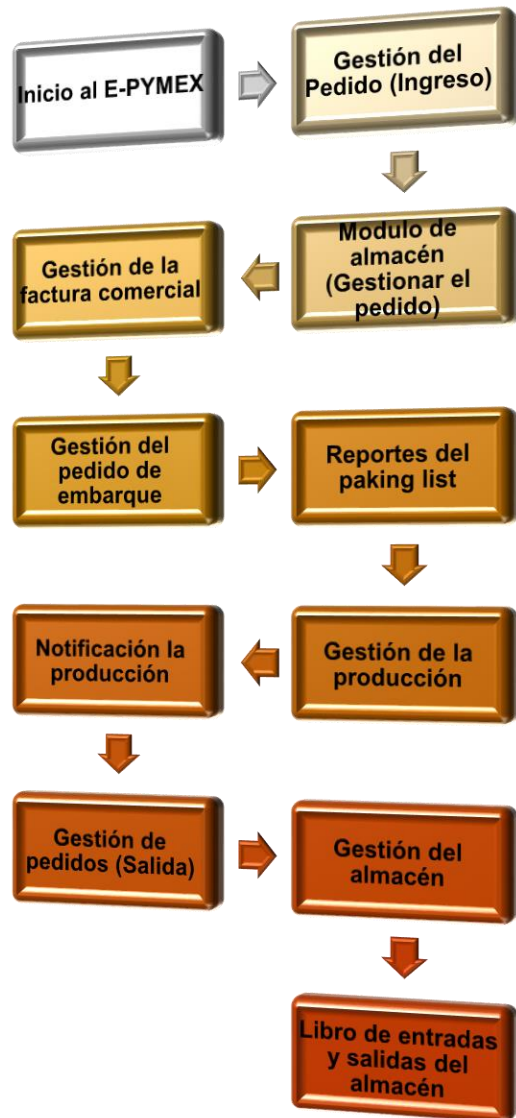 Inicio al E-PYMEX
Gestión del
Pedido (Ingreso)
Modulo de
almacén
(Gestionar el
pedido)
Gestión de la
factura comercial
Gestión del
pedido de
embarque
Reportes del
paking list
Gestión de la
producción
Notificación la
producción
Gestión de
pedidos (Salida)
Gestión del
almacén
Libro de entradas
y salidas del
almacén